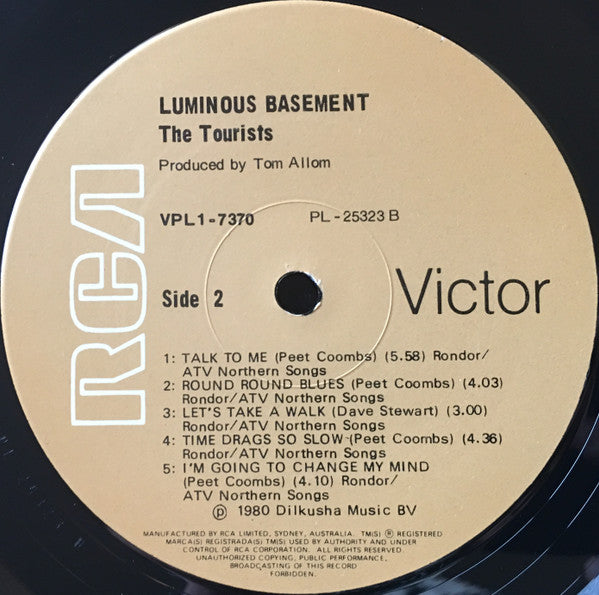 LUMINOUS BASEMENT
The Tourists
Produced by Tom Allom
VPL1-7370 PL-25323 B
RCA
Side 2
Victor
1: TALK TO ME (Peet Coombs) (5.58) Rondor/
ATV Northern Songs
2: ROUND ROUND BLUES (Peet Coombs) (4.03)
Rondor/ATV Northern Songs
3: LET'S TAKE A WALK (Dave Stewart) (3.00)
Rondor/ATV Northern Songs
4: TIME DRAGS SO SLOW (Peet Coombs) (4.36)
Rondor/ATV Northern Songs
5: I'M GOING TO CHANGE MY MIND
(Peet Coombs) (4.10) Rondor/
ATV Northern Songs
℗ 1980 Dilkusha Music BV
MANUFACTURED BY RCA LIMITED, SYDNEY, AUSTRALIA. TM(S) ® REGISTERED
MARCA(S) REGISTRADA(S) TM(S) USED BY AUTHORITY AND UNDER
CONTROL OF RCA CORPORATION. ALL RIGHTS RESERVED.
UNAUTHORIZED COPYING, PUBLIC PERFORMANCE,
BROADCASTING OF THIS RECORD
FORBIDDEN.